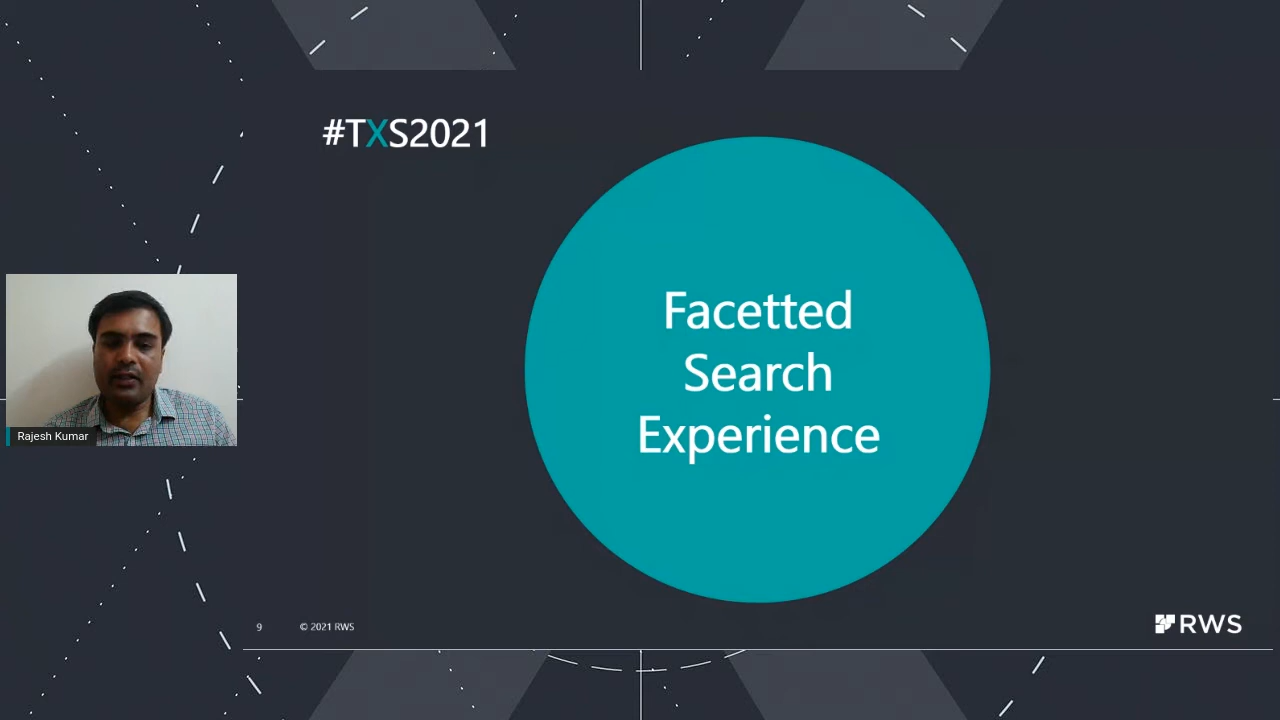 #TXS2021
Facetted
Search
Experience
Rajesh Kumar
9
© 2021 RWS
RWS